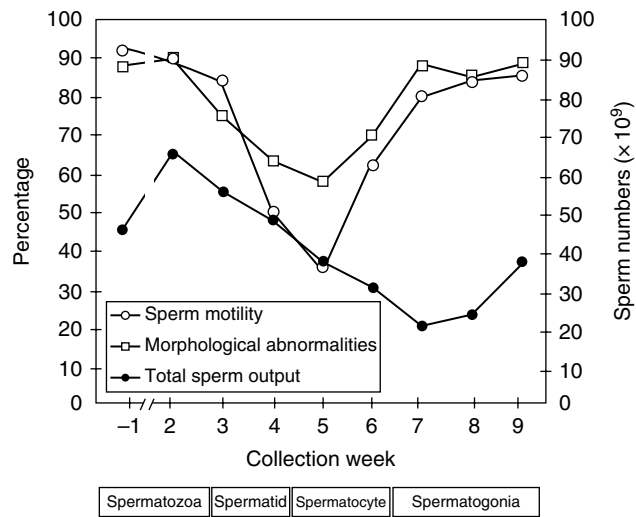 100
90
80
70
60
50
40
30
20
10
0
Percentage
100
90
80
70
60
50
40
30
20
10
0
Sperm numbers (× 10⁹)
Sperm motility
Morphological abnormalities
Total sperm output
–1 2 3 4 5 6 7 8 9
Collection week
Spermatozoa Spermatid Spermatocyte Spermatogonia